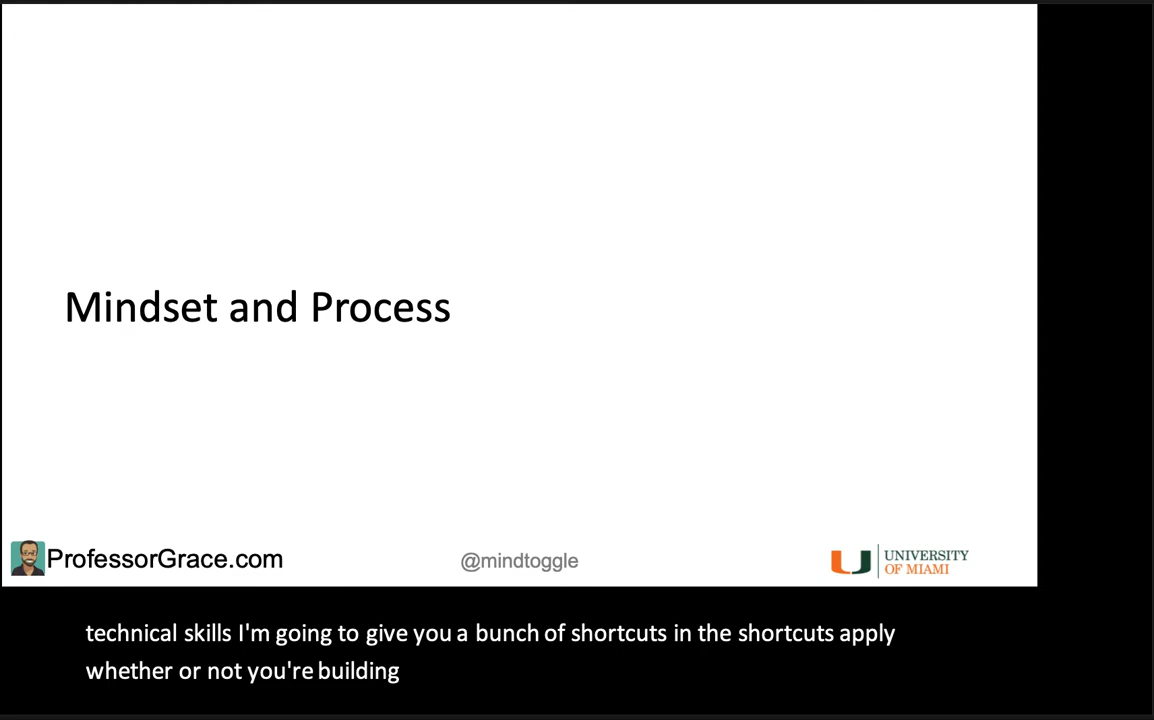 Mindset and Process
ProfessorGrace.com
@mindtoggle
UNIVERSITY
OF MIAMI
technical skills I'm going to give you a bunch of shortcuts in the shortcuts apply
whether or not you're building